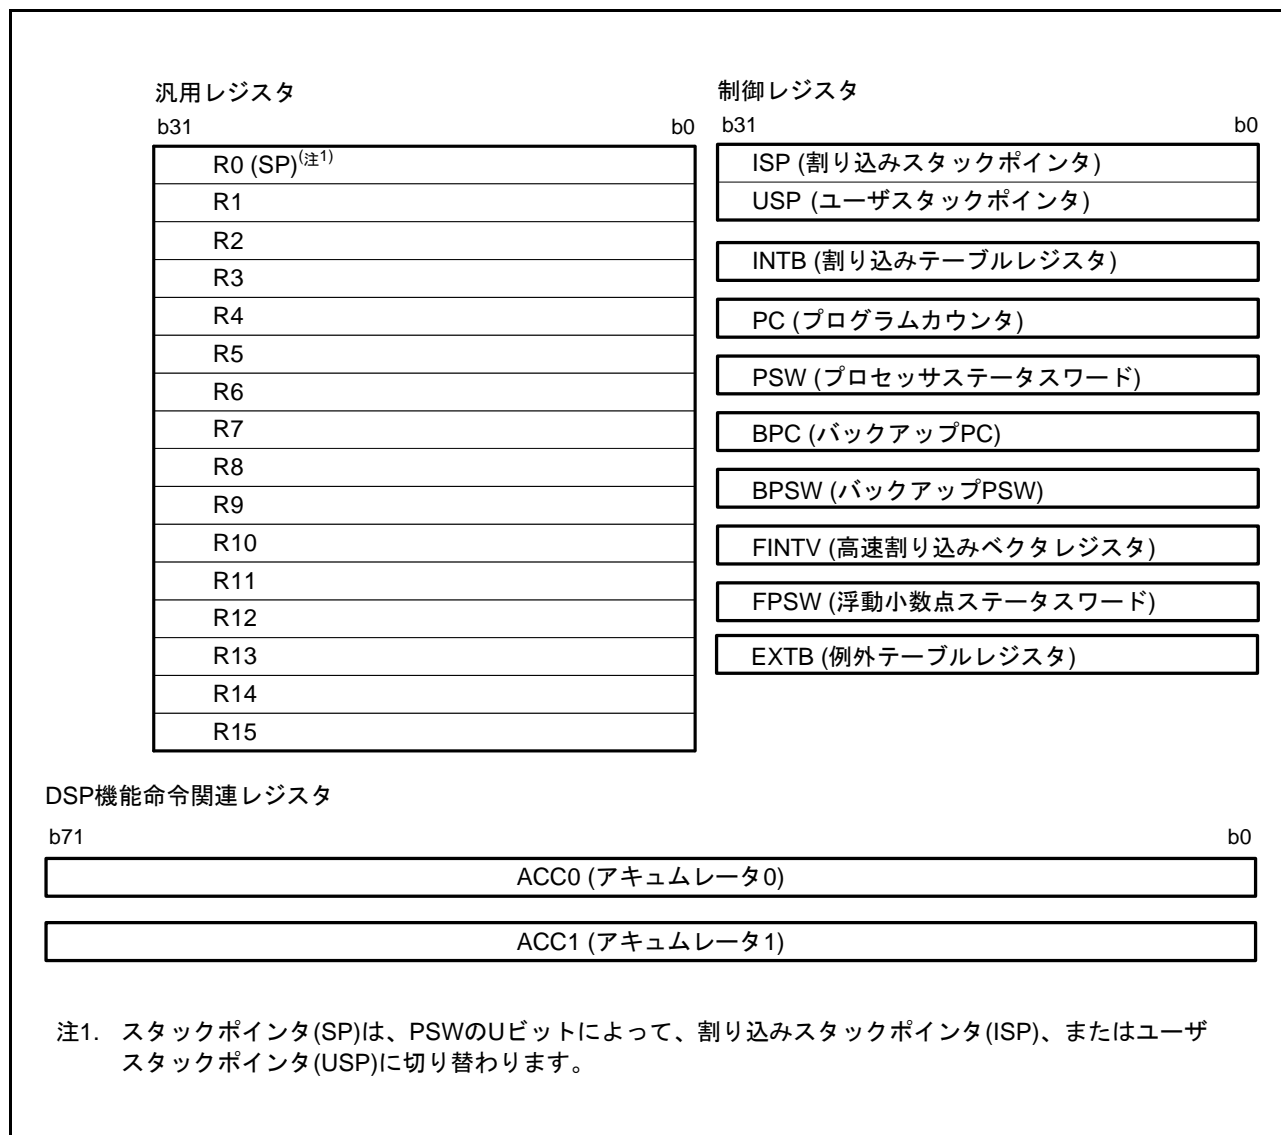 汎用レジスタ
b31 b0
R0 (SP)(注1)
R1
R2
R3
R4
R5
R6
R7
R8
R9
R10
R11
R12
R13
R14
R15
制御レジスタ
b31 b0
ISP (割り込みスタックポインタ)
USP (ユーザスタックポインタ)
INTB (割り込みテーブルレジスタ)
PC (プログラムカウンタ)
PSW (プロセッサステータスワード)
BPC (バックアップPC)
BPSW (バックアップPSW)
FINTV (高速割り込みベクタレジスタ)
FPSW (浮動小数点ステータスワード)
EXTB (例外テーブルレジスタ)
DSP機能命令関連レジスタ
b71 b0
ACC0 (アキュムレータ0)
ACC1 (アキュムレータ1)
注1. スタックポインタ(SP)は、PSWのUビットによって、割り込みスタックポインタ(ISP)、またはユーザ
スタックポインタ(USP)に切り替わります。